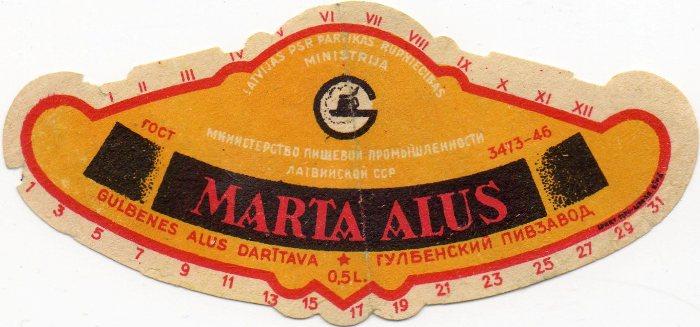 I II III IV V VI VII VIII IX X XI XII
LATVIJAS PSR PĀRTIKAS RŪPNIECĪBAS
MINISTRIJA
G
МИНИСТЕРСТВО ПИЩЕВОЙ ПРОМЫШЛЕННОСТИ
ЛАТВИЙСКОЙ ССР
ГОСТ 3473-46
MARTA ALUS
GULBENES ALUS DARĪTAVA ★ ГУЛБЕНСКИЙ ПИВЗАВОД
0,5L.
1 3 5 7 9 11 13 15 17 19 21 23 25 27 29 31